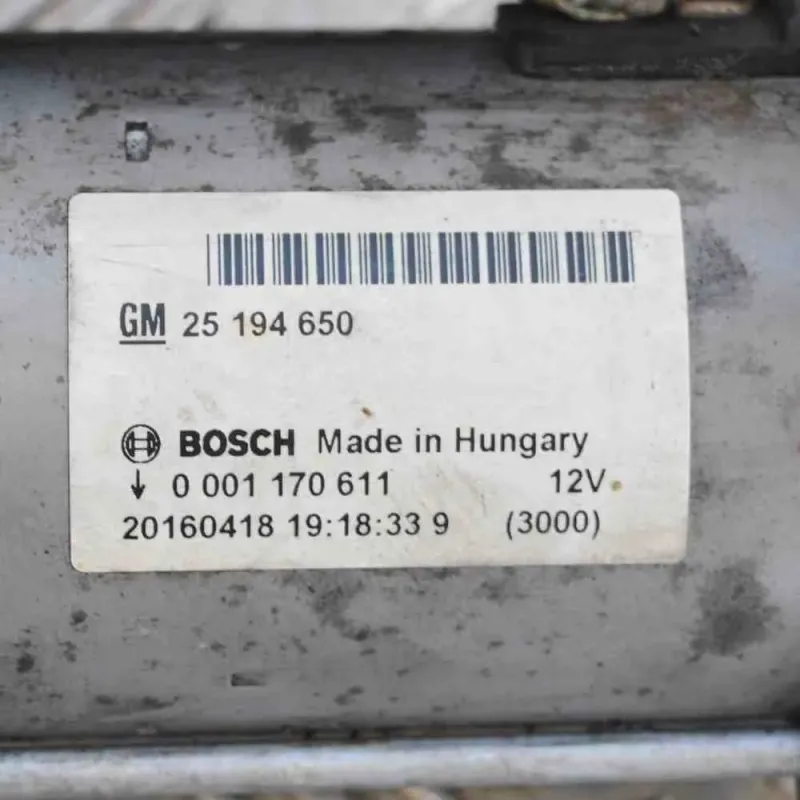 GM 25 194 650
BOSCH Made in Hungary
↓ 0 001 170 611 12V
20160418 19:18:33 9 (3000)